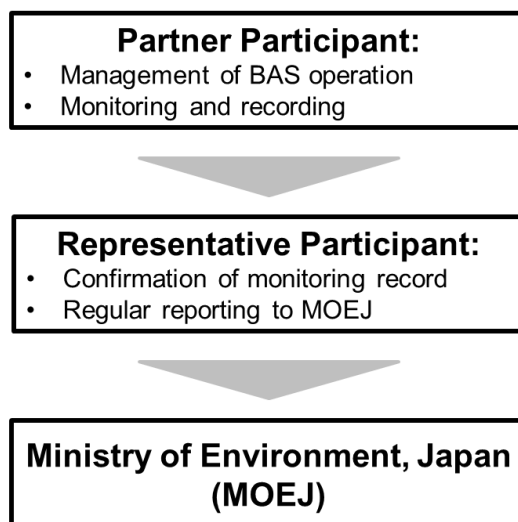 Partner Participant:
• Management of BAS operation
• Monitoring and recording
Representative Participant:
• Confirmation of monitoring record
• Regular reporting to MOEJ
Ministry of Environment, Japan
(MOEJ)